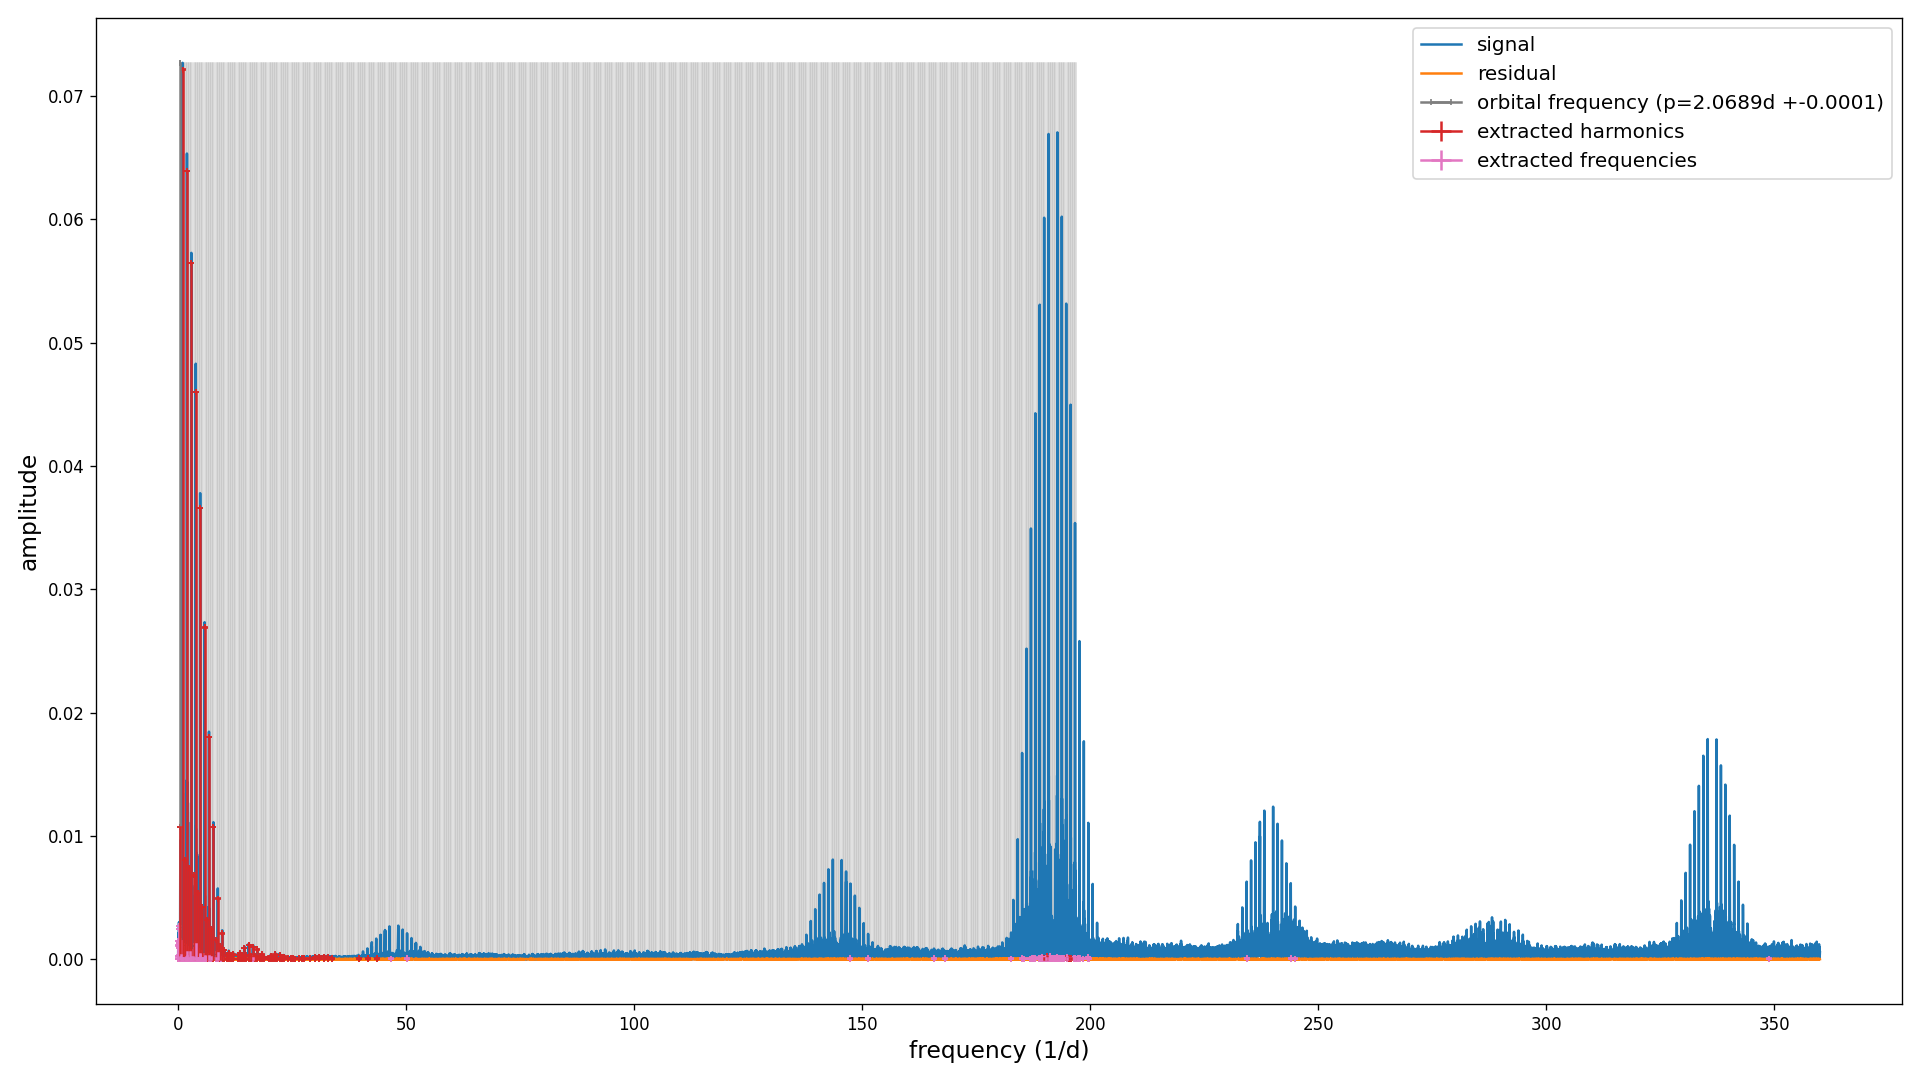 signal
residual
orbital frequency (p=2.0689d +-0.0001)
extracted harmonics
extracted frequencies
amplitude
0.07
0.06
0.05
0.04
0.03
0.02
0.01
0.00
0 50 100 150 200 250 300 350
frequency (1/d)